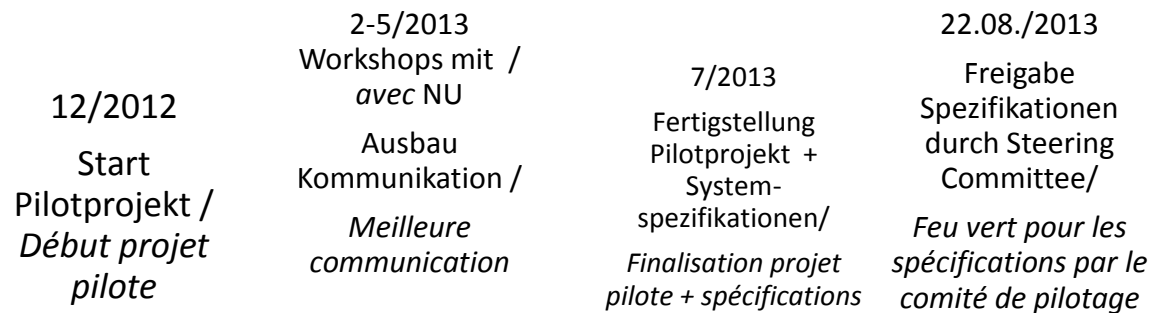 12/2012
Start
Pilotprojekt /
Début projet
pilote
2-5/2013
Workshops mit /
avec NU
Ausbau
Kommunikation /
Meilleure
communication
7/2013
Fertigstellung
Pilotprojekt +
System-
spezifikationen/
Finalisation projet
pilote + spécifications
22.08./2013
Freigabe
Spezifikationen
durch Steering
Committee/
Feu vert pour les
spécifications par le
comité de pilotage